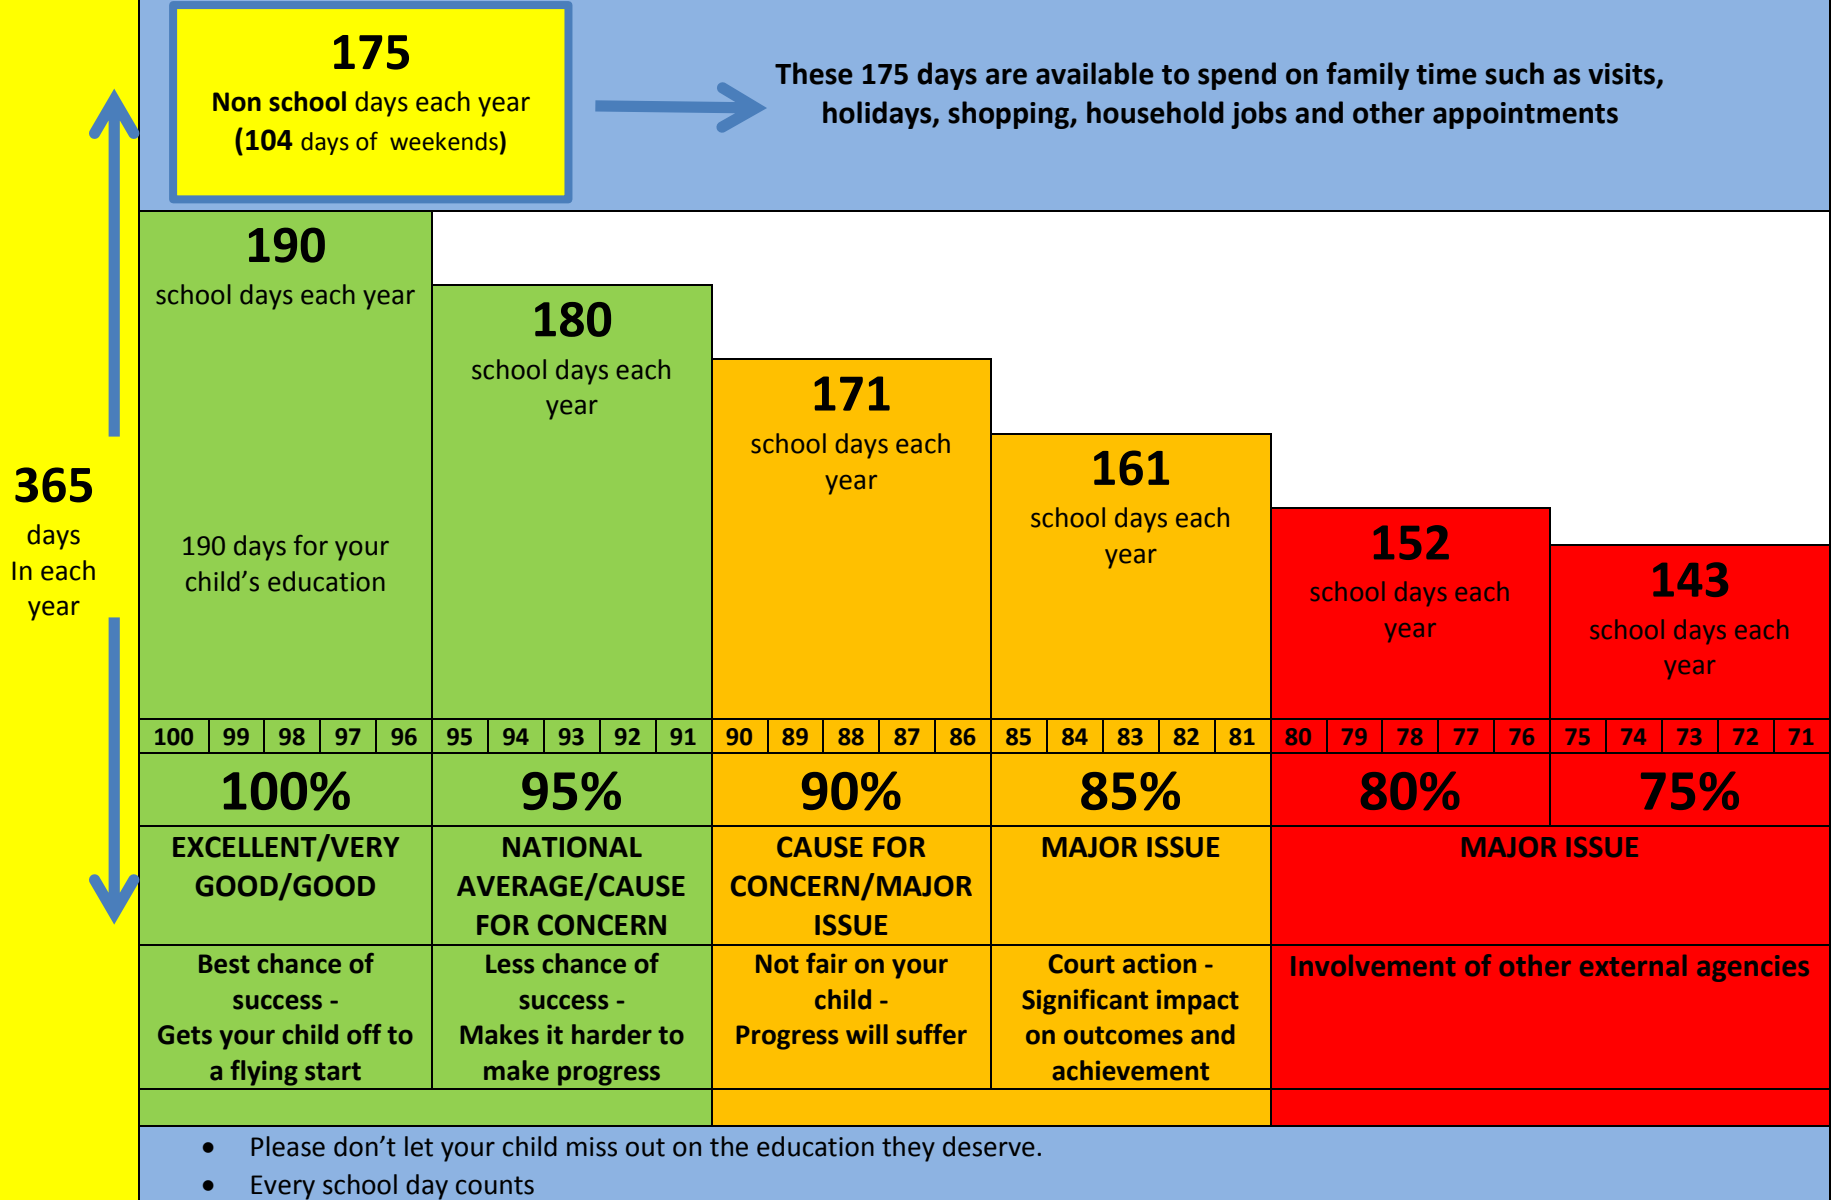 175
Non school days each year
(104 days of weekends)
These 175 days are available to spend on family time such as visits,
holidays, shopping, household jobs and other appointments
365
days
In each
year
190
school days each year
190 days for your
child’s education
180
school days each
year
171
school days each
year
161
school days each
year
152
school days each
year
143
school days each
year
100 99 98 97 96 95 94 93 92 91 90 89 88 87 86 85 84 83 82 81 80 79 78 77 76 75 74 73 72 71
100% 95% 90% 85% 80% 75%
EXCELLENT/VERY
GOOD/GOOD
NATIONAL
AVERAGE/CAUSE
FOR CONCERN
CAUSE FOR
CONCERN/MAJOR
ISSUE
MAJOR ISSUE
MAJOR ISSUE
Best chance of
success -
Gets your child off to
a flying start
Less chance of
success -
Makes it harder to
make progress
Not fair on your
child -
Progress will suffer
Court action -
Significant impact
on outcomes and
achievement
Involvement of other external agencies
• Please don’t let your child miss out on the education they deserve.
• Every school day counts